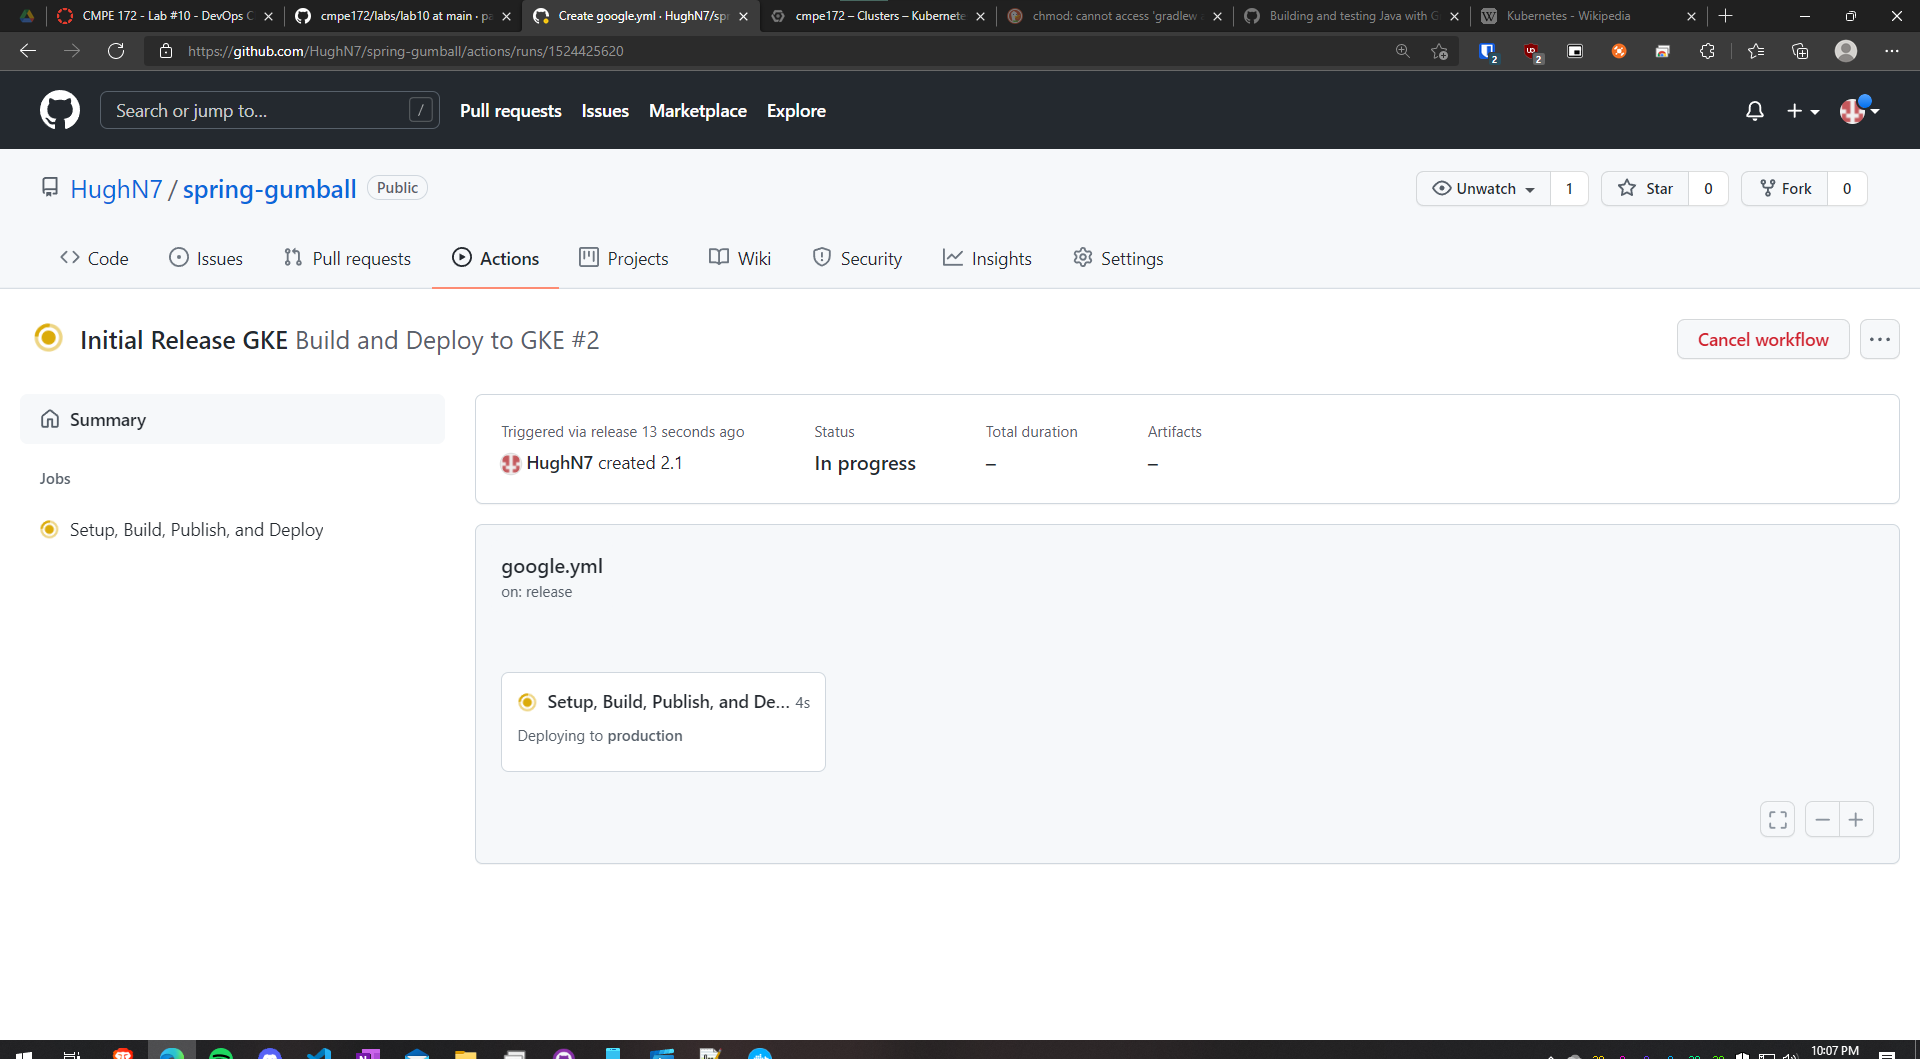 CMPE 172 - Lab #10 - DevOps C
cmpe172/labs/lab10 at main · pa
Create google.yml · HughN7/spr
cmpe172 – Clusters – Kubernete
chmod: cannot access 'gradlew
Building and testing Java with G
Kubernetes - Wikipedia
https://github.com/HughN7/spring-gumball/actions/runs/1524425620
2
2
Search or jump to...
/
Pull requests
Issues
Marketplace
Explore
HughN7 / spring-gumball
Public
Unwatch
1
Star
0
Fork
0
Code
Issues
Pull requests
Actions
Projects
Wiki
Security
Insights
Settings
Initial Release GKE Build and Deploy to GKE #2
Cancel workflow
Summary
Jobs
Setup, Build, Publish, and Deploy
Triggered via release 13 seconds ago
HughN7 created 2.1
Status
In progress
Total duration
–
Artifacts
–
google.yml
on: release
Setup, Build, Publish, and De... 4s
Deploying to production
10:07 PM